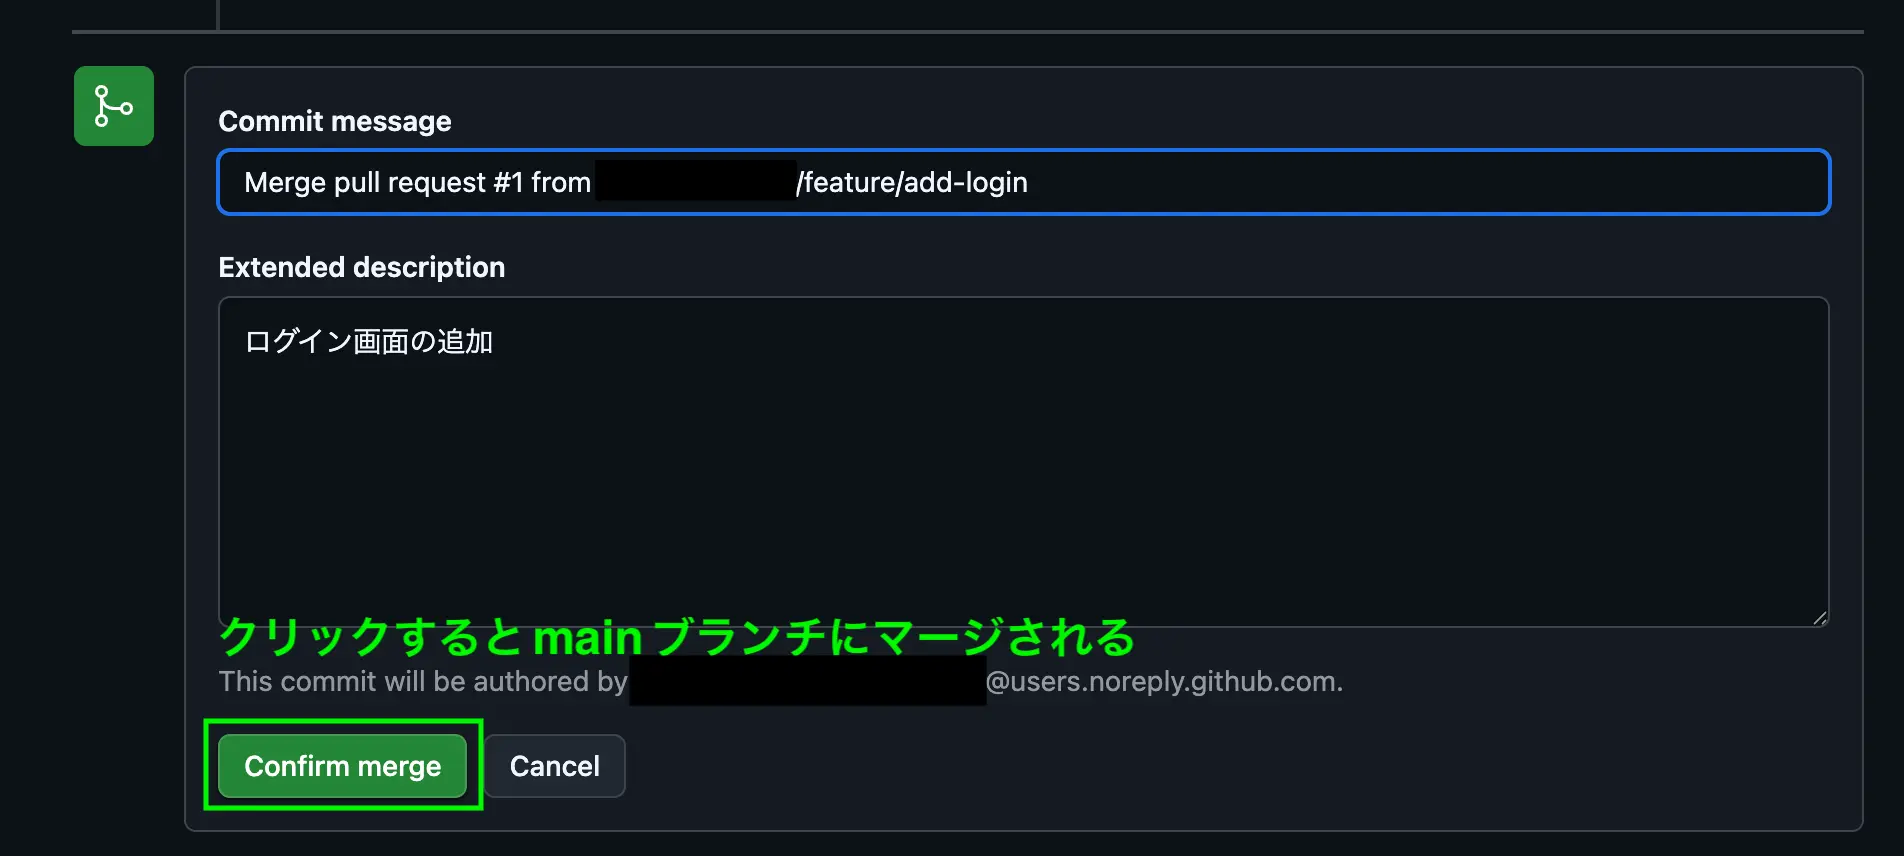 Commit message
Merge pull request #1 from /feature/add-login
Extended description
ログイン画面の追加
クリックするとmainブランチにマージされる
This commit will be authored by @users.noreply.github.com.
Confirm merge
Cancel